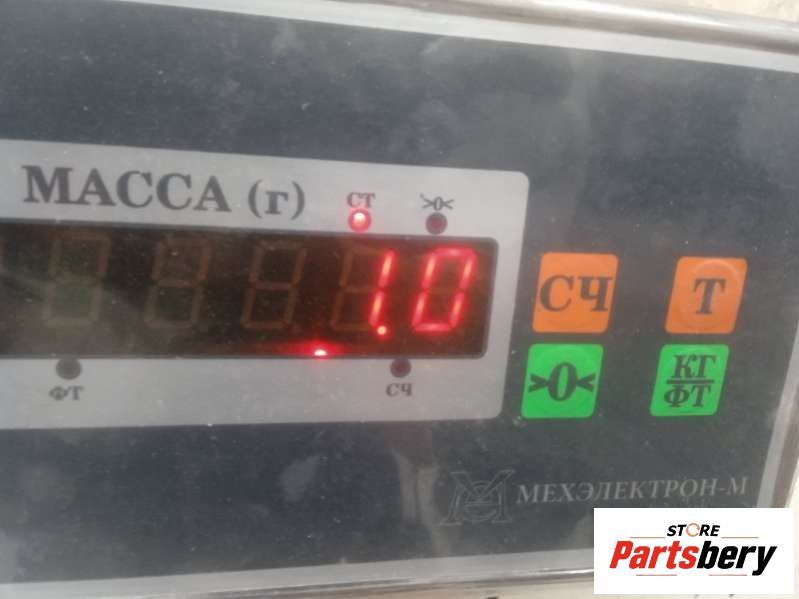 МАССА (г)
СТ
>0<
1.0
ФТ
СЧ
СЧ
Т
>0<
КГ
ФТ
МЕХЭЛЕКТРОН-М
STORE
Partsbery